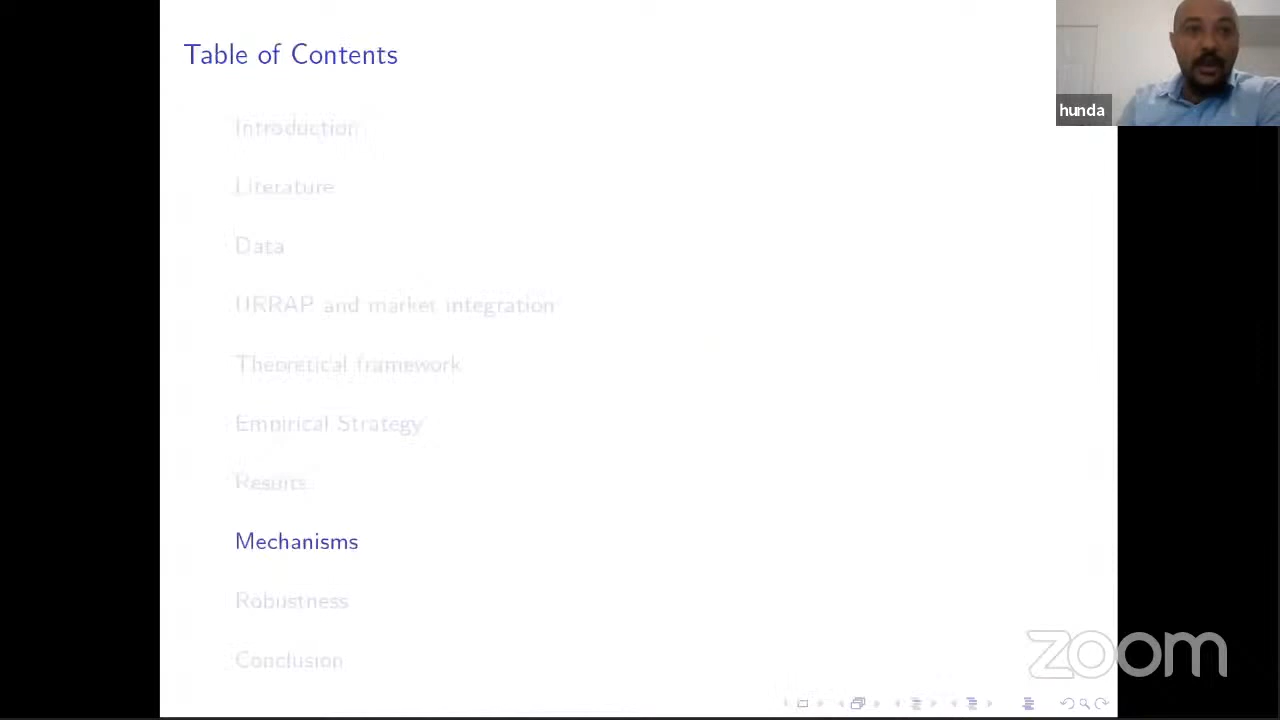 Table of Contents
hunda
Introduction
Literature
Data
URRAP and market integration
Theoretical framework
Empirical Strategy
Results
Mechanisms
Robustness
Conclusion
zoom